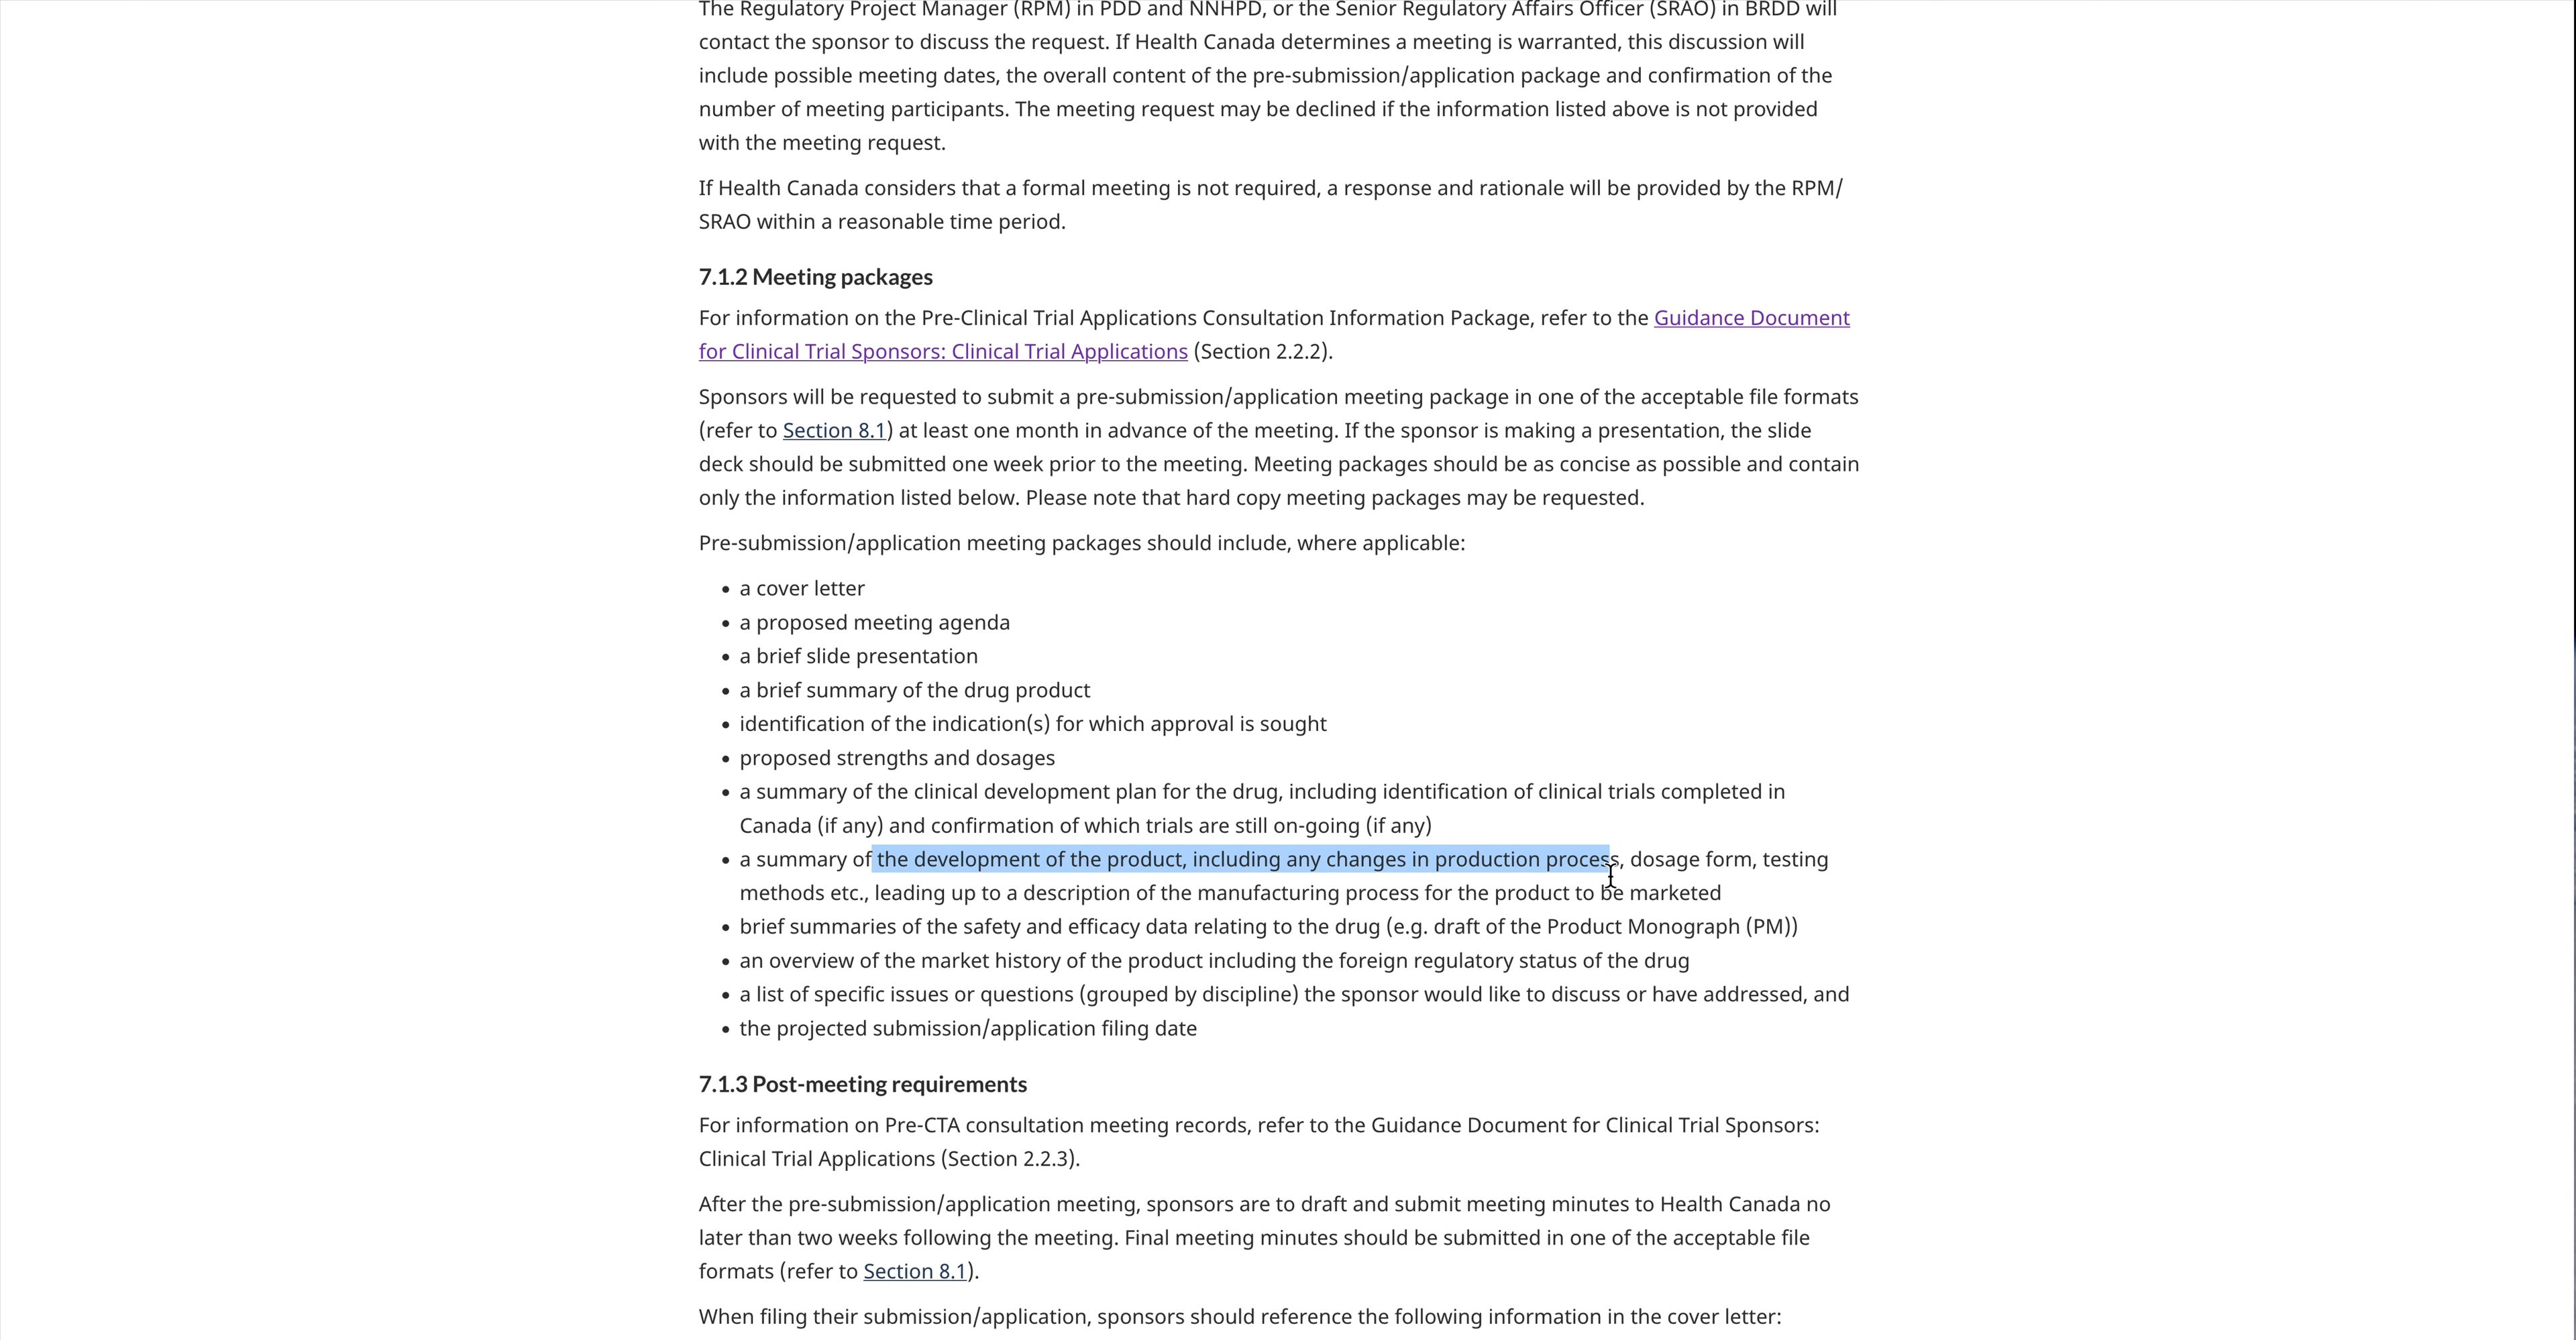 The Regulatory Project Manager (RPM) in PDD and NNHPD, or the Senior Regulatory Affairs Officer (SRAO) in BRDD will
contact the sponsor to discuss the request. If Health Canada determines a meeting is warranted, this discussion will
include possible meeting dates, the overall content of the pre-submission/application package and confirmation of the
number of meeting participants. The meeting request may be declined if the information listed above is not provided
with the meeting request.
If Health Canada considers that a formal meeting is not required, a response and rationale will be provided by the RPM/
SRAO within a reasonable time period.
7.1.2 Meeting packages
For information on the Pre-Clinical Trial Applications Consultation Information Package, refer to the Guidance Document
for Clinical Trial Sponsors: Clinical Trial Applications (Section 2.2.2).
Sponsors will be requested to submit a pre-submission/application meeting package in one of the acceptable file formats
(refer to Section 8.1) at least one month in advance of the meeting. If the sponsor is making a presentation, the slide
deck should be submitted one week prior to the meeting. Meeting packages should be as concise as possible and contain
only the information listed below. Please note that hard copy meeting packages may be requested.
Pre-submission/application meeting packages should include, where applicable:
• a cover letter
• a proposed meeting agenda
• a brief slide presentation
• a brief summary of the drug product
• identification of the indication(s) for which approval is sought
• proposed strengths and dosages
• a summary of the clinical development plan for the drug, including identification of clinical trials completed in
Canada (if any) and confirmation of which trials are still on-going (if any)
• a summary of the development of the product, including any changes in production process, dosage form, testing
methods etc., leading up to a description of the manufacturing process for the product to be marketed
• brief summaries of the safety and efficacy data relating to the drug (e.g. draft of the Product Monograph (PM))
• an overview of the market history of the product including the foreign regulatory status of the drug
• a list of specific issues or questions (grouped by discipline) the sponsor would like to discuss or have addressed, and
• the projected submission/application filing date
7.1.3 Post-meeting requirements
For information on Pre-CTA consultation meeting records, refer to the Guidance Document for Clinical Trial Sponsors:
Clinical Trial Applications (Section 2.2.3).
After the pre-submission/application meeting, sponsors are to draft and submit meeting minutes to Health Canada no
later than two weeks following the meeting. Final meeting minutes should be submitted in one of the acceptable file
formats (refer to Section 8.1).
When filing their submission/application, sponsors should reference the following information in the cover letter: